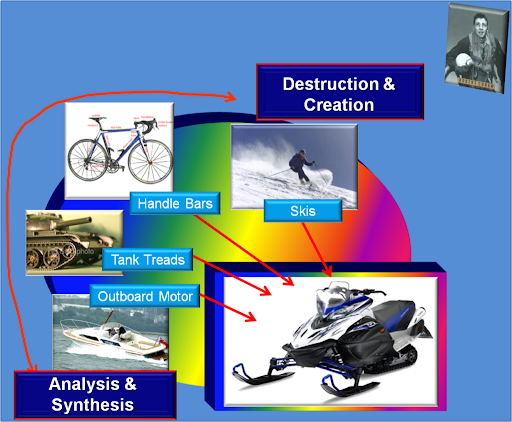 Destruction &
Creation
Handle Bars
Skis
Tank Treads
Outboard Motor
Analysis &
Synthesis